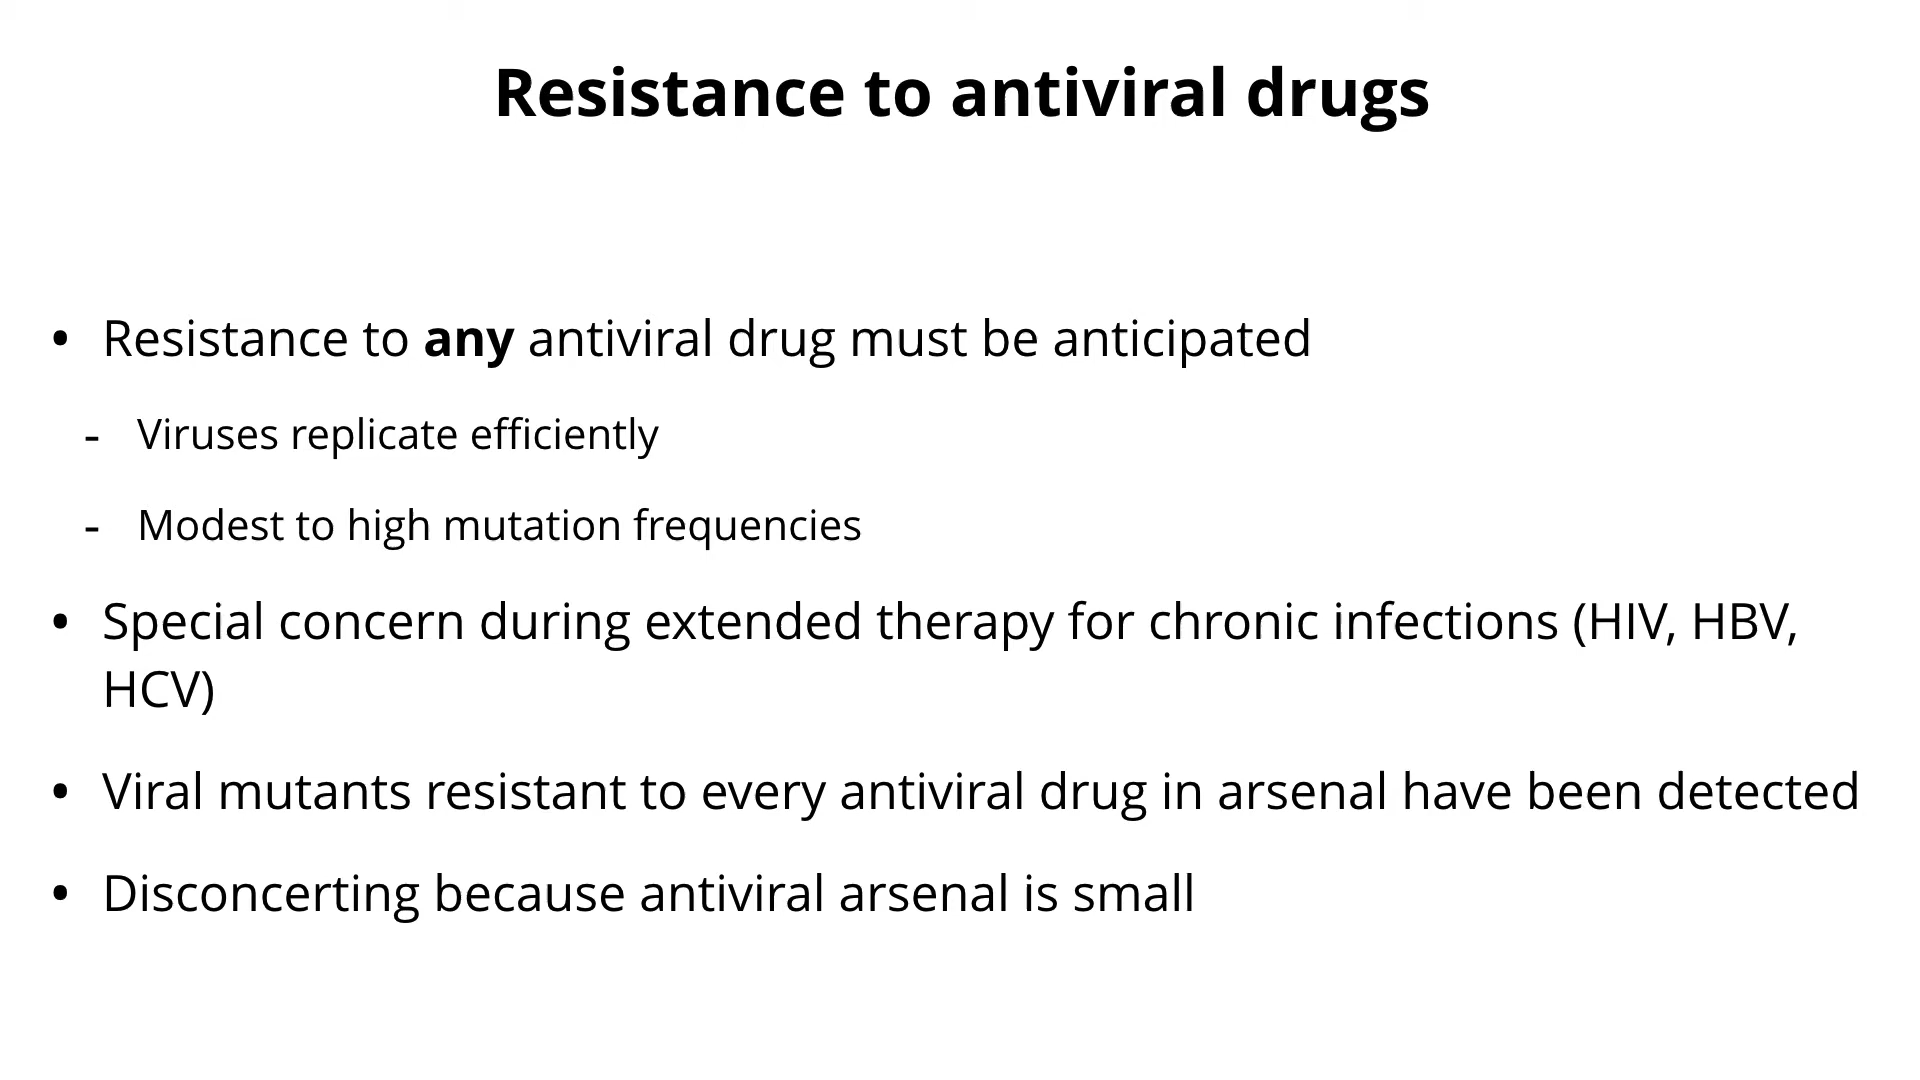 Resistance to antiviral drugs
• Resistance to any antiviral drug must be anticipated
- Viruses replicate efficiently
- Modest to high mutation frequencies
• Special concern during extended therapy for chronic infections (HIV, HBV,
HCV)
• Viral mutants resistant to every antiviral drug in arsenal have been detected
• Disconcerting because antiviral arsenal is small